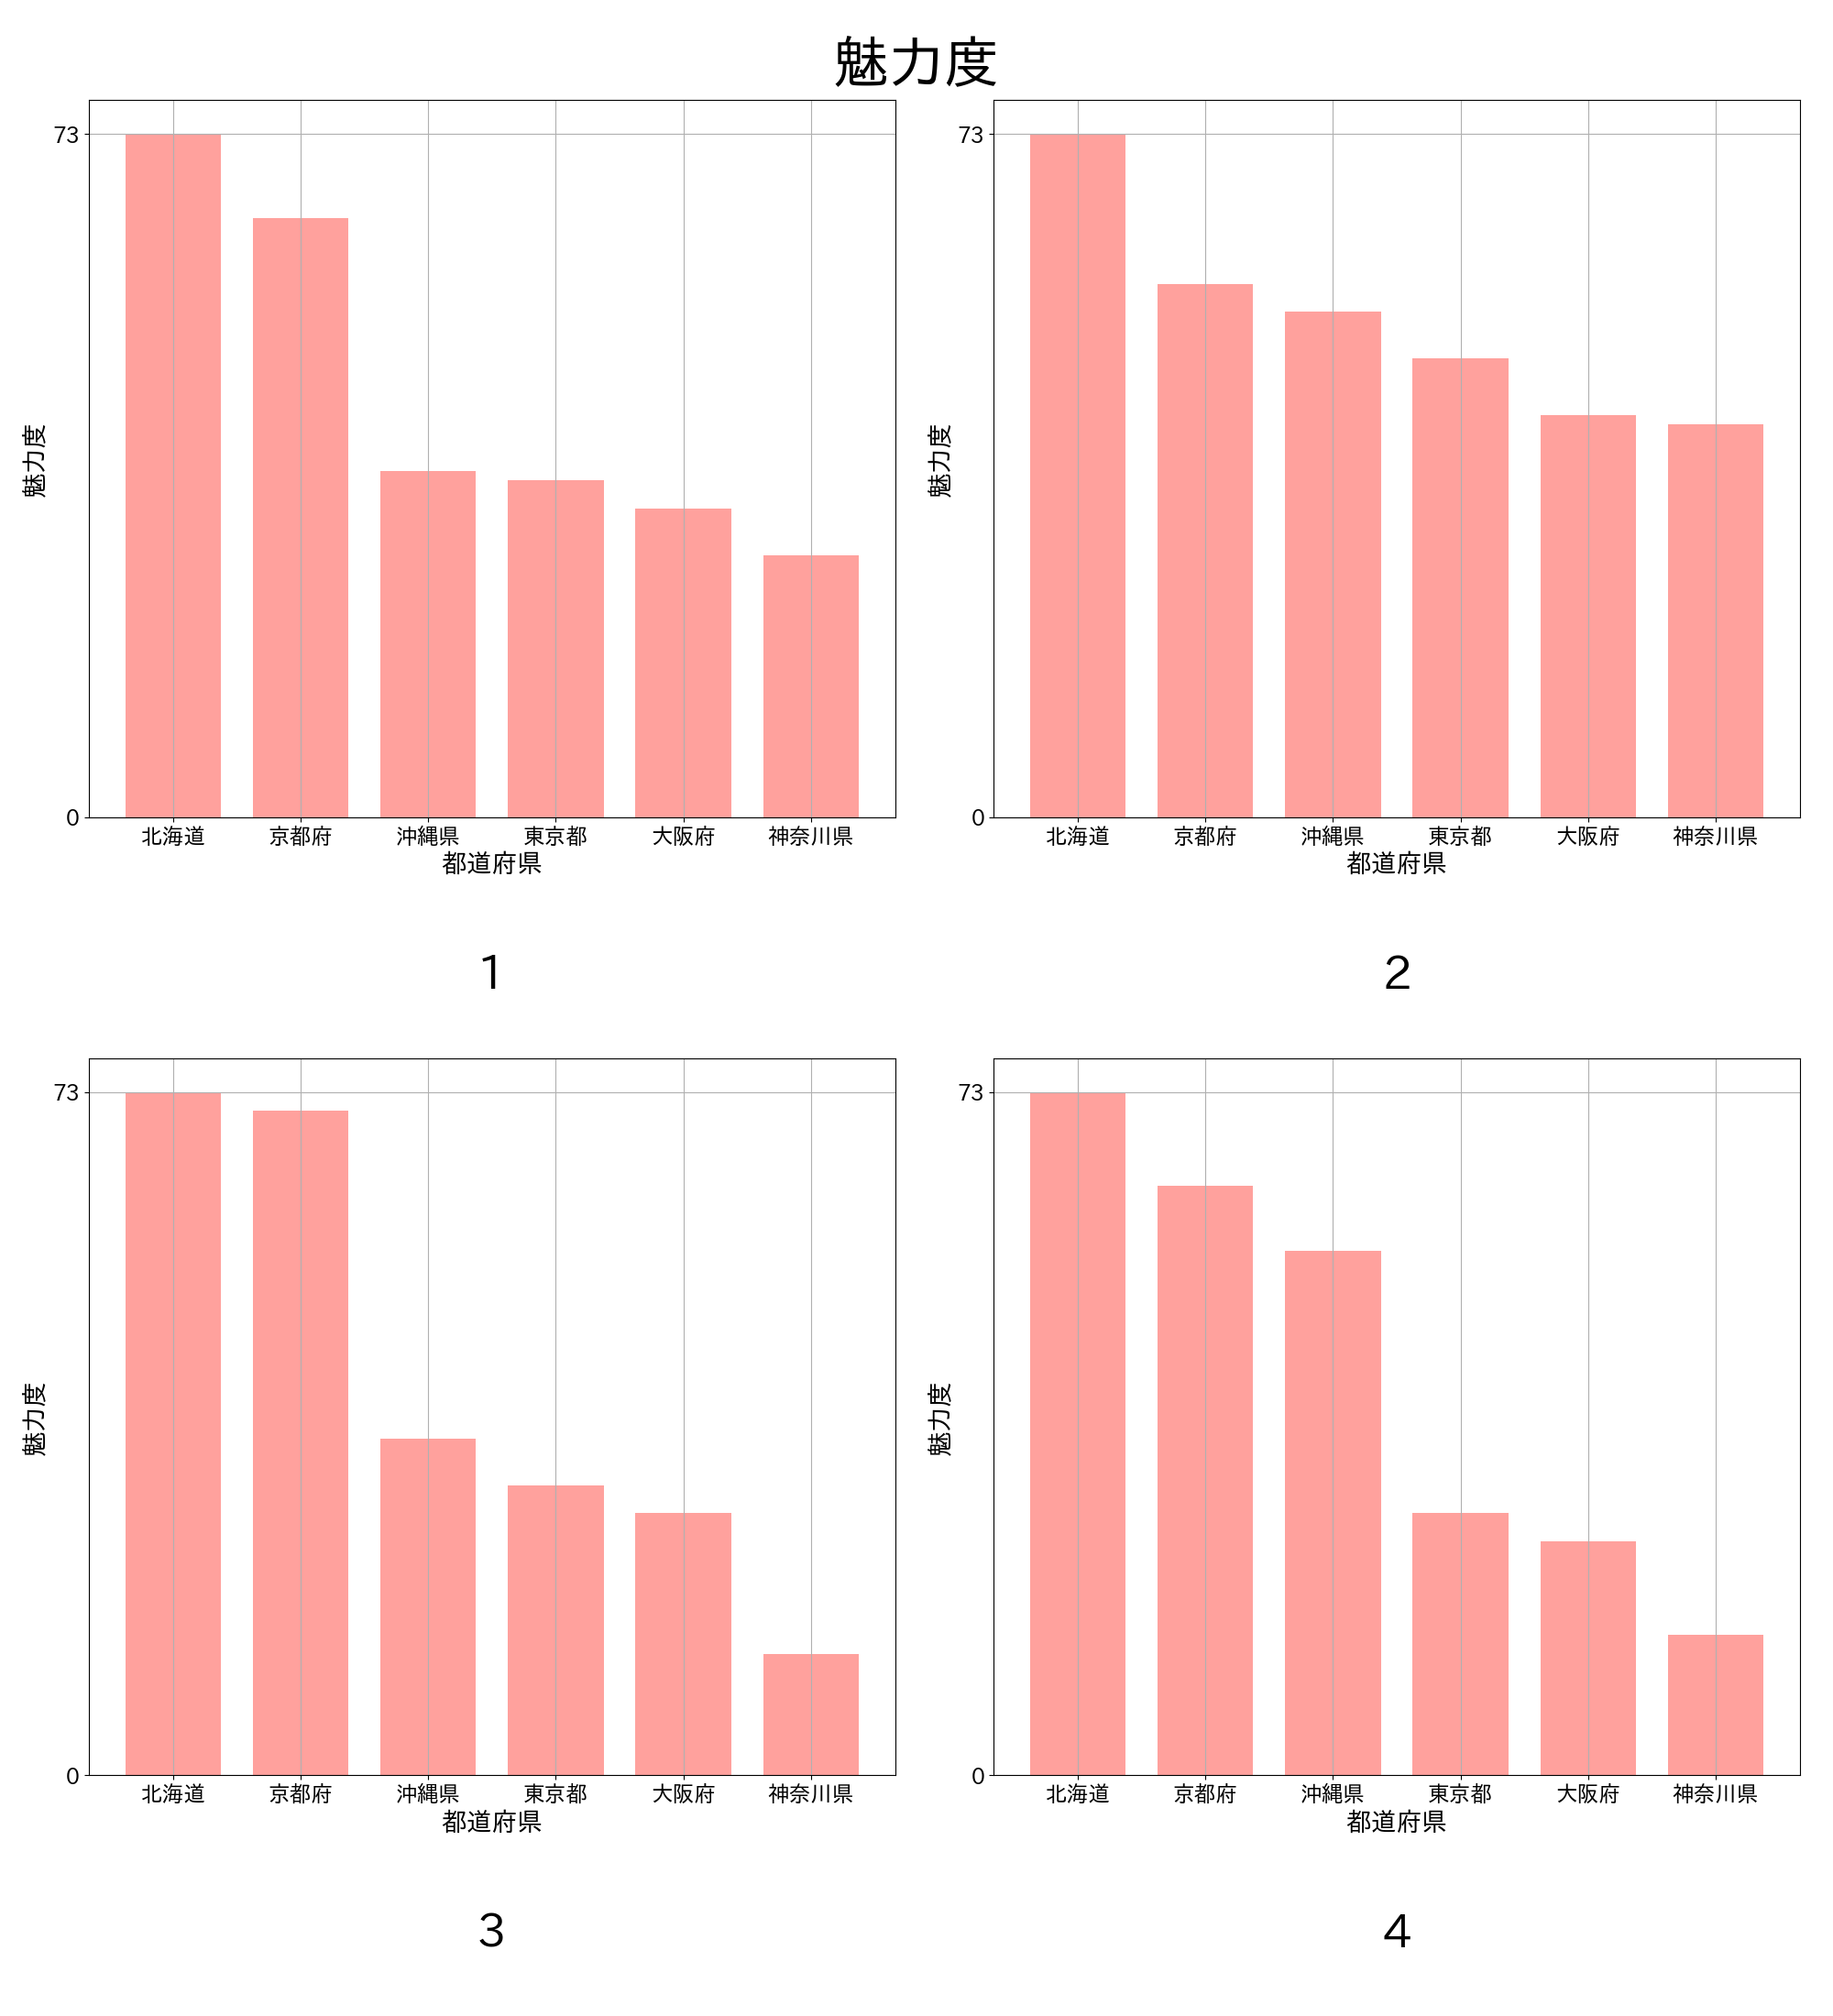 魅力度
73
0
魅力度
北海道 京都府 沖縄県 東京都 大阪府 神奈川県
都道府県
1
73
0
魅力度
北海道 京都府 沖縄県 東京都 大阪府 神奈川県
都道府県
2
73
0
魅力度
北海道 京都府 沖縄県 東京都 大阪府 神奈川県
都道府県
3
73
0
魅力度
北海道 京都府 沖縄県 東京都 大阪府 神奈川県
都道府県
4